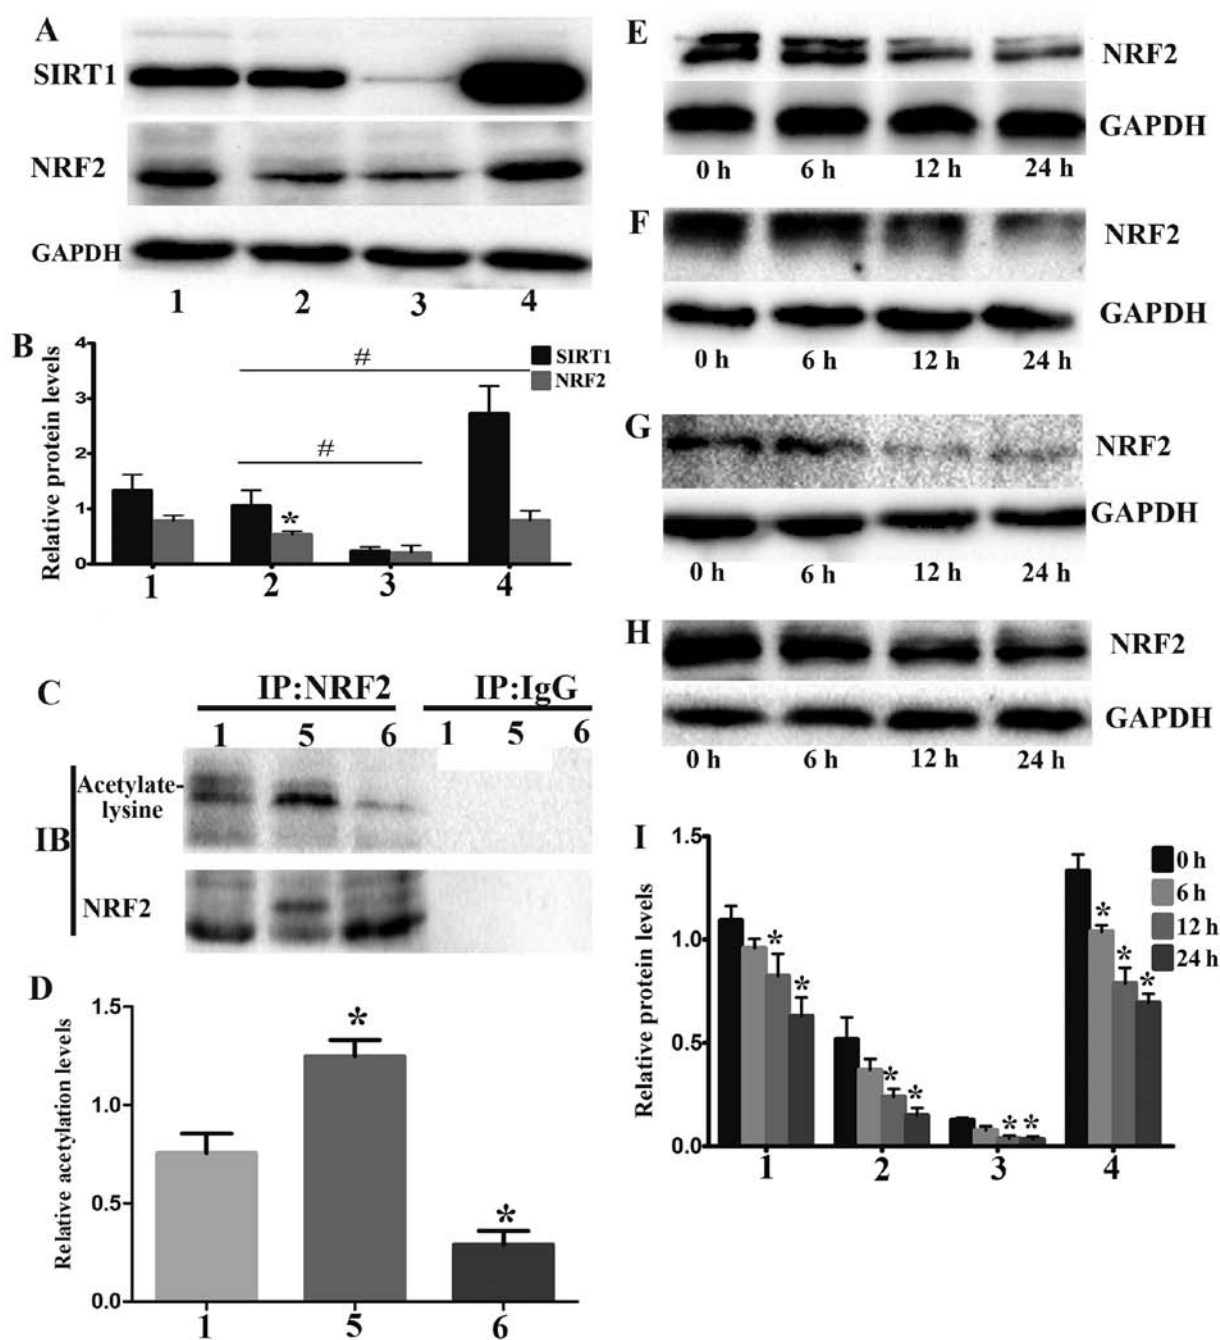 A
SIRT1
NRF2
GAPDH
1 2 3 4
B
Relative protein levels
4
3
2
1
0
#
#
*
SIRT1
NRF2
1 2 3 4
C
IP:NRF2 IP:IgG
1 5 6 1 5 6
IB
Acetylate-
lysine
NRF2
D
Relative acetylation levels
1.5
1.0
0.5
0.0
* *
1 5 6
E
NRF2
GAPDH
0 h 6 h 12 h 24 h
F
NRF2
GAPDH
0 h 6 h 12 h 24 h
G
NRF2
GAPDH
0 h 6 h 12 h 24 h
H
NRF2
GAPDH
0 h 6 h 12 h 24 h
I
Relative protein levels
1.5
1.0
0.5
0.0
* * * * * * * * *
0 h
6 h
12 h
24 h
1 2 3 4